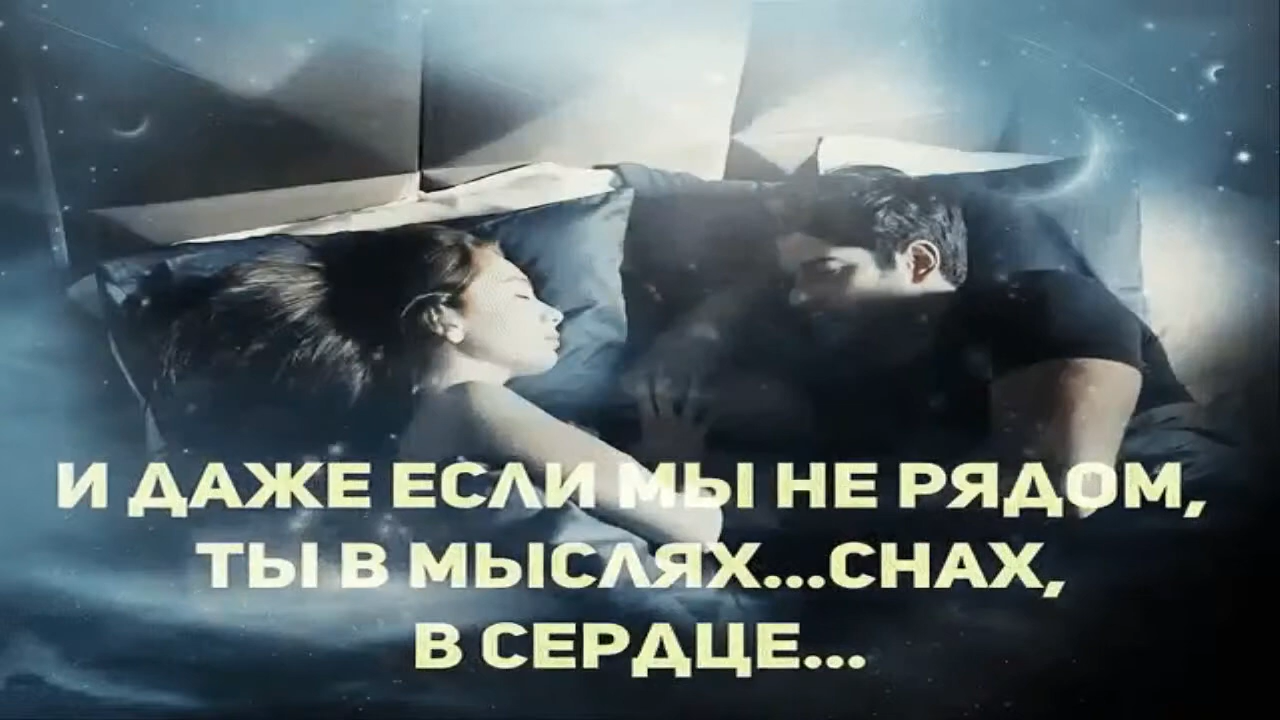 И ДАЖЕ ЕСЛИ МЫ НЕ РЯДОМ,
ТЫ В МЫСЛЯХ...СНАХ,
В СЕРДЦЕ...